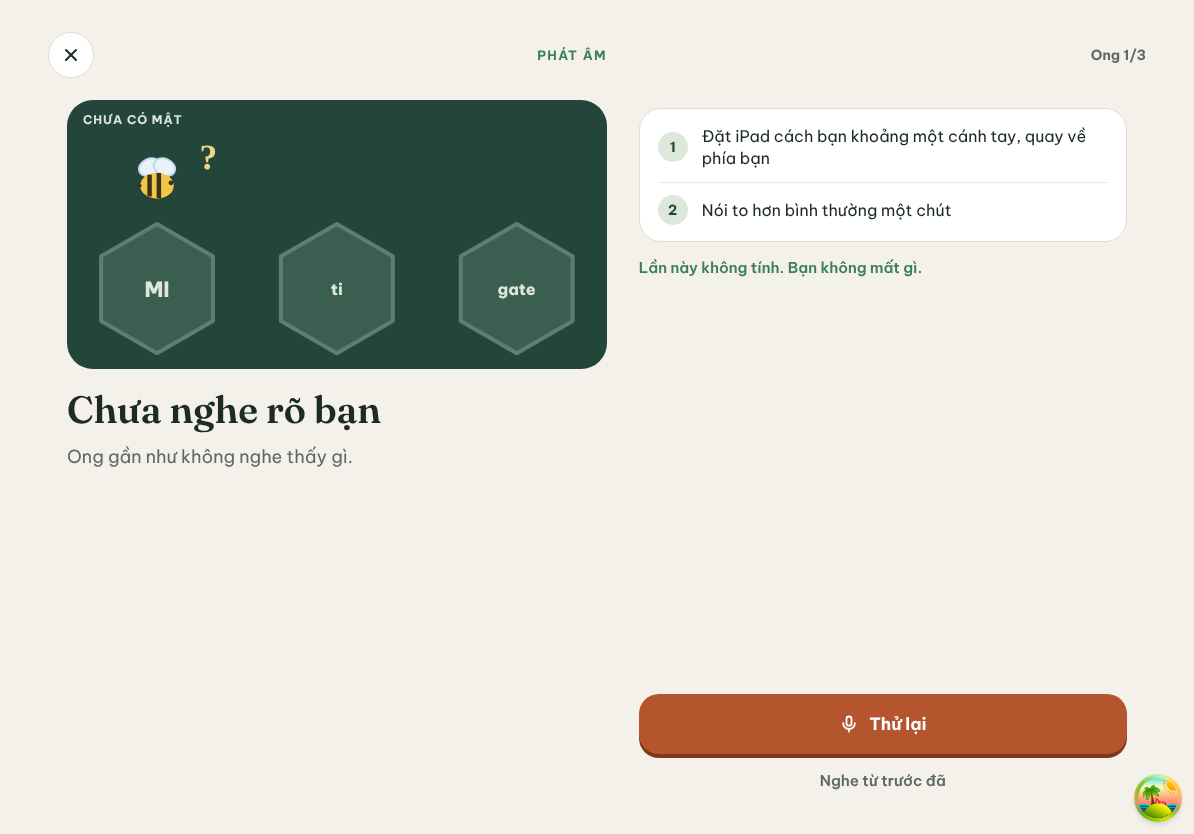 PHÁT ÂM
Ong 1/3
CHƯA CÓ MẬT
?
MI
ti
gate
Chưa nghe rõ bạn
Ong gần như không nghe thấy gì.
1
Đặt iPad cách bạn khoảng một cánh tay, quay về
phía bạn
2
Nói to hơn bình thường một chút
Lần này không tính. Bạn không mất gì.
Thử lại
Nghe từ trước đã